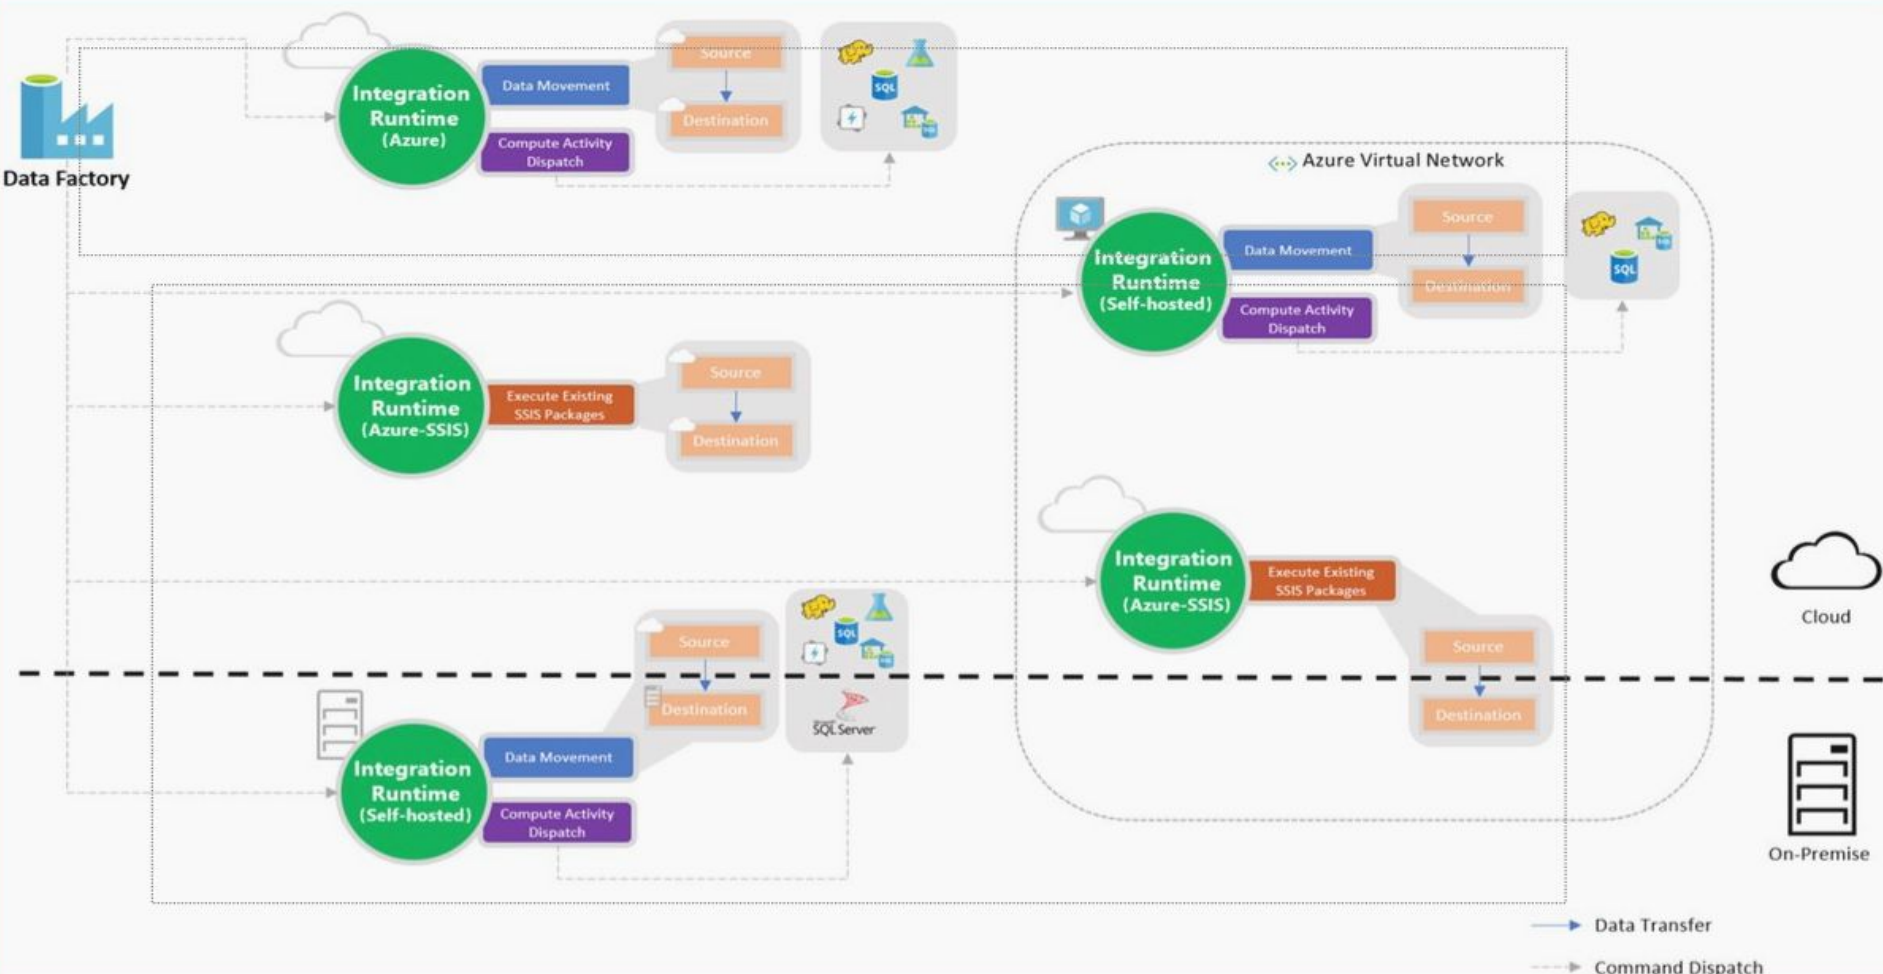 Data Factory
Integration
Runtime
(Azure)
Data Movement
Compute Activity
Dispatch
Source
Destination
SQL
Azure Virtual Network
Integration
Runtime
(Self-hosted)
Data Movement
Compute Activity
Dispatch
Source
Destination
SQL
Integration
Runtime
(Azure-SSIS)
Execute Existing
SSIS Packages
Source
Destination
Integration
Runtime
(Azure-SSIS)
Execute Existing
SSIS Packages
Source
Destination
Integration
Runtime
(Self-hosted)
Data Movement
Compute Activity
Dispatch
Source
Destination
SQL
SQL Server
Cloud
On-Premise
Data Transfer
Command Dispatch